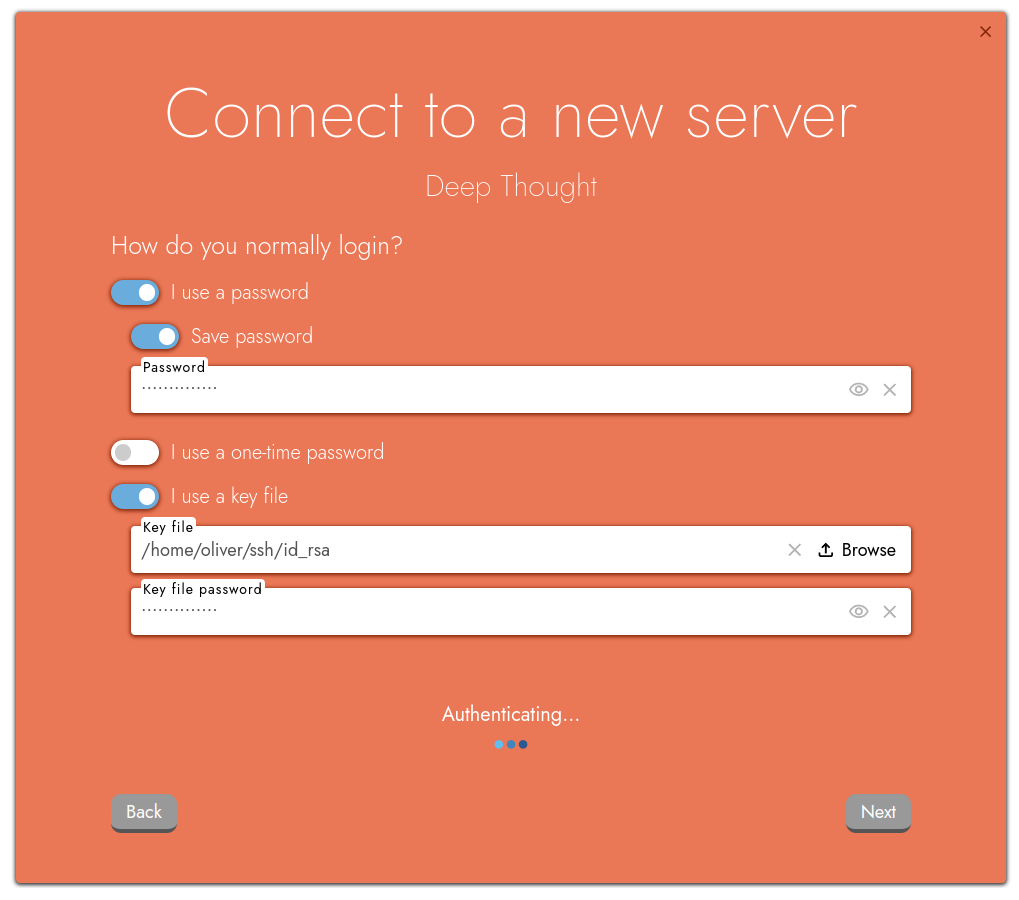 Connect to a new server
Deep Thought
How do you normally login?
I use a password
Save password
Password
••••••••••••••
I use a one-time password
I use a key file
Key file
/home/oliver/ssh/id_rsa
Browse
Key file password
••••••••••••••
Authenticating...
Back
Next